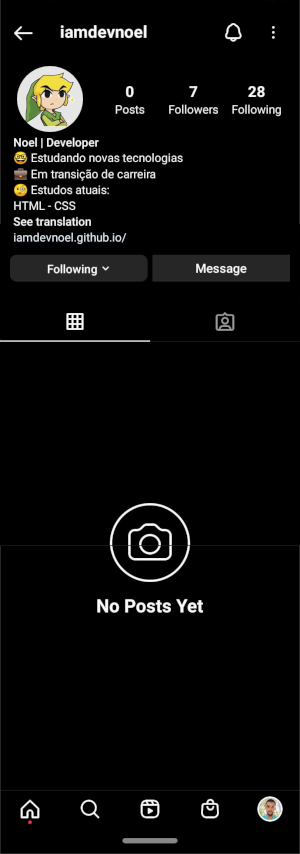 iamdevnoel
0 7 28
Posts Followers Following
Noel | Developer
🤓 Estudando novas tecnologias
💼 Em transição de carreira
🧐 Estudos atuais:
HTML - CSS
See translation
iamdevnoel.github.io/
Following Message
No Posts Yet